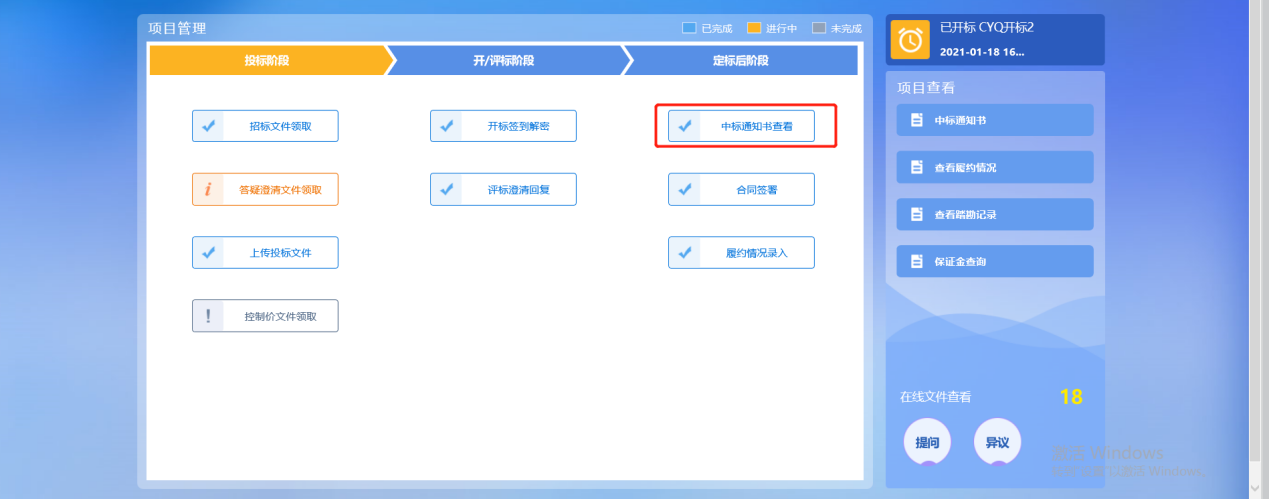 项目管理
已完成 进行中 未完成
投标阶段 开/评标阶段 定标后阶段
招标文件领取 开标签到解密 中标通知书查看
答疑澄清文件领取 评标澄清回复 合同签署
上传投标文件 履约情况录入
控制价文件领取
已开标 CYQ开标2
2021-01-18 16...
项目查看
中标通知书
查看履约情况
查看踏勘记录
保证金查询
在线文件查看 18
提问 异议